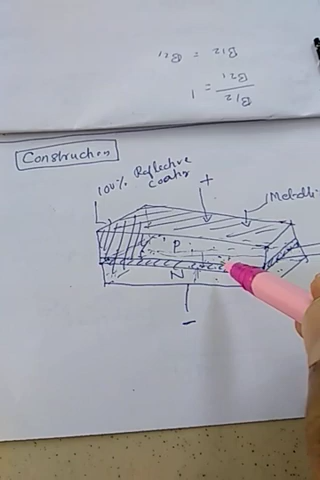 B12 = B21
B12
B21
= 1
Construction
100% Reflective
Coating
+
Metalli
P
N
-